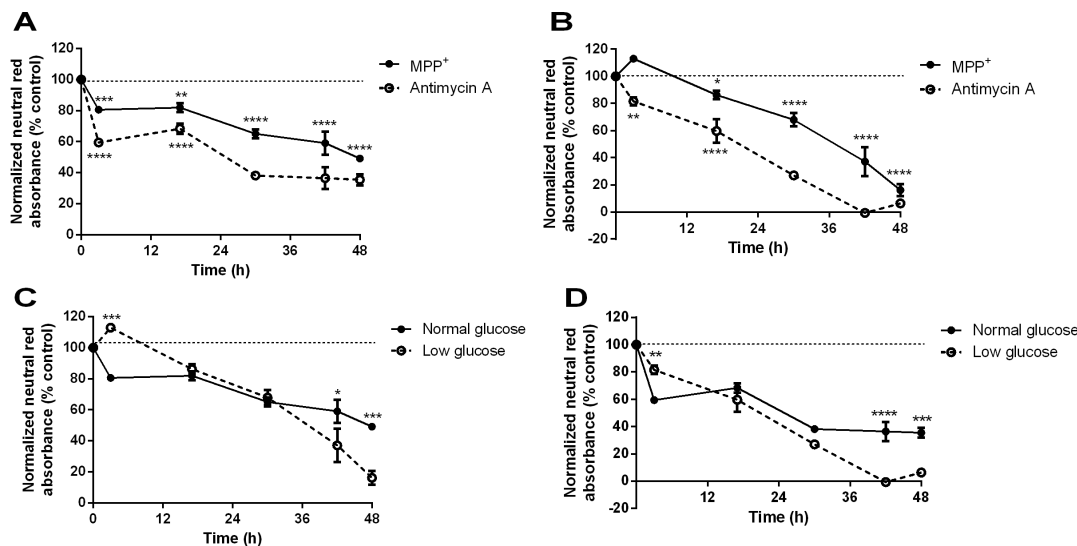 A
Normalized neutral red
absorbance (% control)
120
100
80
60
40
20
0
***
****
**
****
****
****
****
0
12
24
36
48
Time (h)
MPP+
Antimycin A
B
Normalized neutral red
absorbance (% control)
120
100
80
60
40
20
0
-20
**
*
****
****
****
****
12
24
36
48
Time (h)
MPP+
Antimycin A
C
Normalized neutral red
absorbance (% control)
120
100
80
60
40
20
0
***
*
***
0
12
24
36
48
Time (h)
Normal glucose
Low glucose
D
Normalized neutral red
absorbance (% control)
120
100
80
60
40
20
0
-20
**
****
***
12
24
36
48
Time (h)
Normal glucose
Low glucose